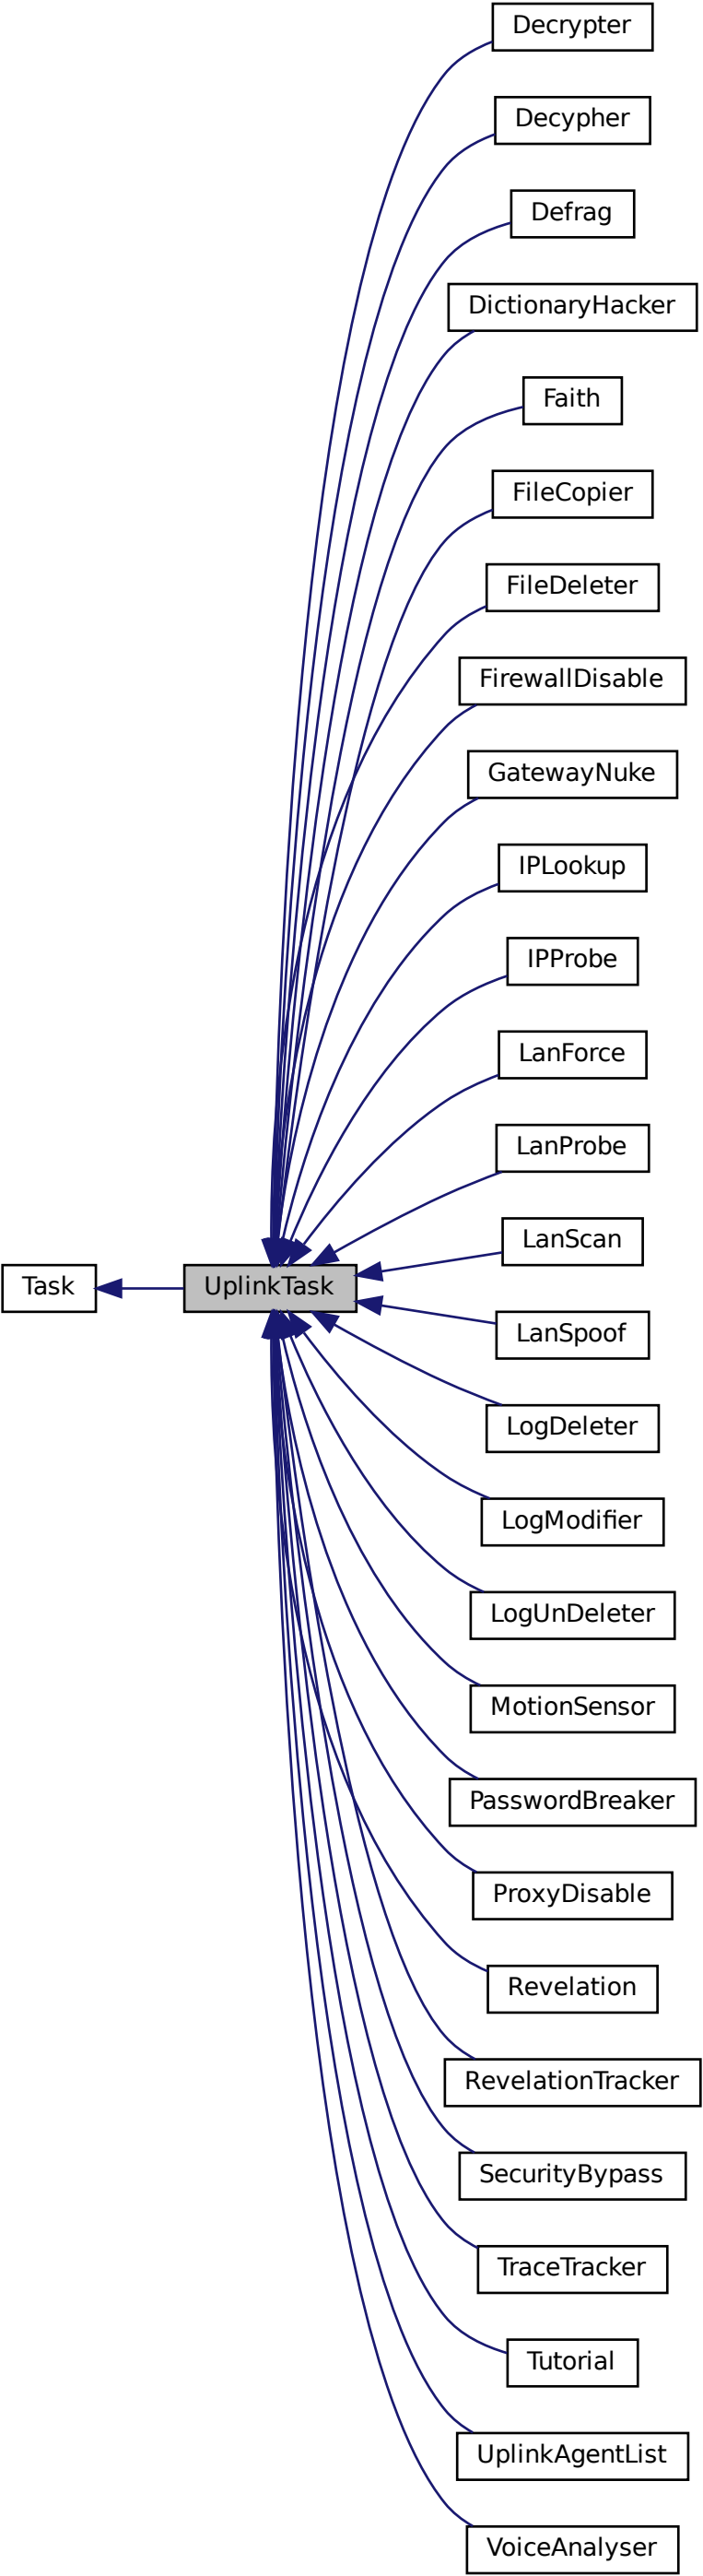 Decrypter
Decypher
Defrag
DictionaryHacker
Faith
FileCopier
FileDeleter
FirewallDisable
GatewayNuke
IPLookup
IPProbe
LanForce
LanProbe
LanScan
Task
UplinkTask
LanSpoof
LogDeleter
LogModifier
LogUnDeleter
MotionSensor
PasswordBreaker
ProxyDisable
Revelation
RevelationTracker
SecurityBypass
TraceTracker
Tutorial
UplinkAgentList
VoiceAnalyser